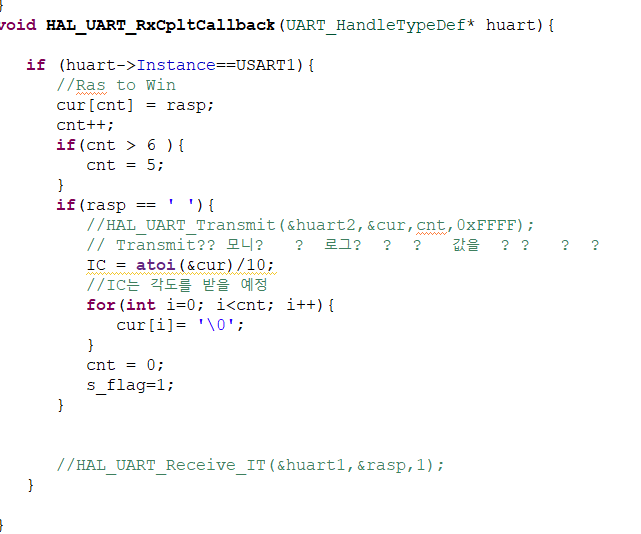 }
void HAL_UART_RxCpltCallback(UART_HandleTypeDef* huart){
if (huart->Instance==USART1){
//Ras to Win
cur[cnt] = rasp;
cnt++;
if(cnt > 6 ){
cnt = 5;
}
if(rasp == ' '){
//HAL_UART_Transmit(&huart2,&cur,cnt,0xFFFF);
// Transmit?? 모니? ? 로그? ? ? 값을 ? ? ? ?
IC = atoi(&cur)/10;
//IC는 각도를 받을 예정
for(int i=0; i<cnt; i++){
cur[i]= '\0';
}
cnt = 0;
s_flag=1;
}
//HAL_UART_Receive_IT(&huart1,&rasp,1);
}
}